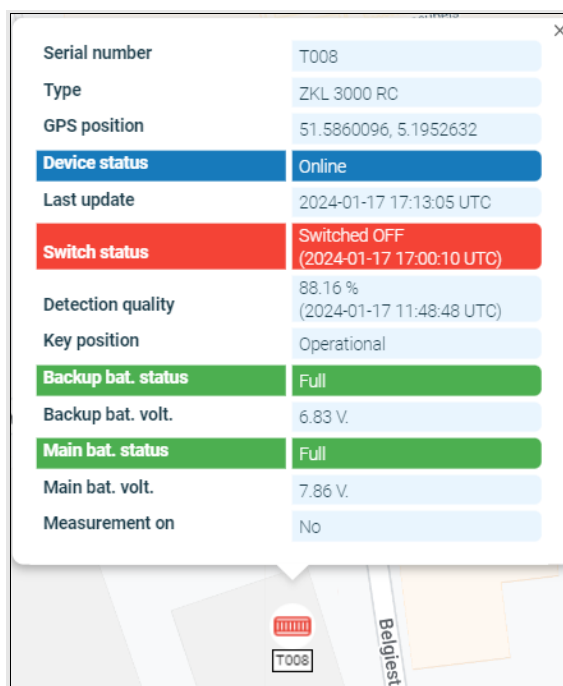 ×
Serial number T008
Type ZKL 3000 RC
GPS position 51.5860096, 5.1952632
Device status Online
Last update 2024-01-17 17:13:05 UTC
Switch status Switched OFF
(2024-01-17 17:00:10 UTC)
Detection quality 88.16 %
(2024-01-17 11:48:48 UTC)
Key position Operational
Backup bat. status Full
Backup bat. volt. 6.83 V.
Main bat. status Full
Main bat. volt. 7.86 V.
Measurement on No
T008
Belgiest